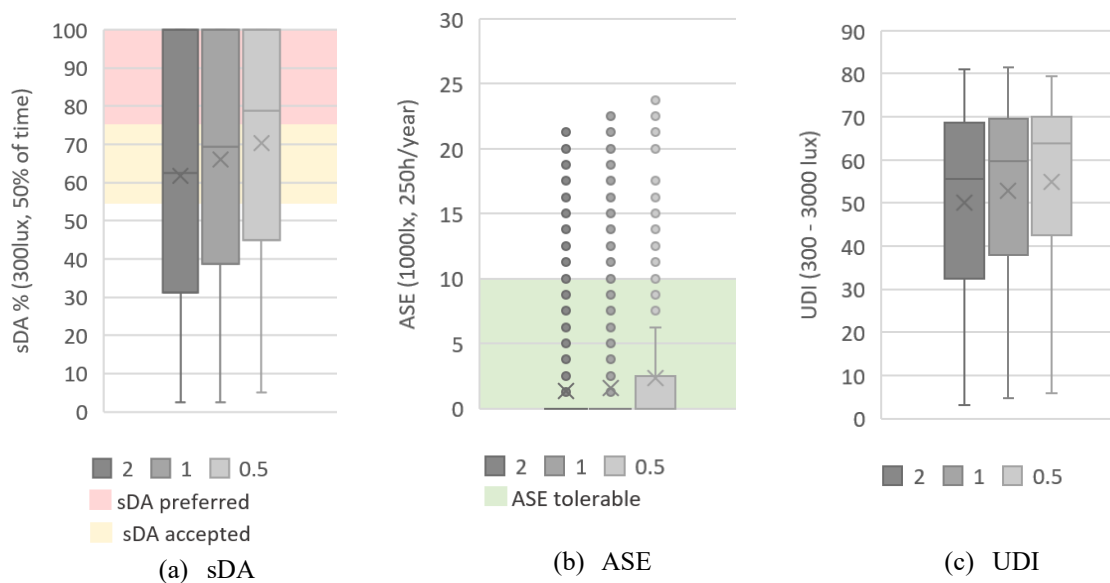 sDA % (300lux, 50% of time)
100
90
80
70
60
50
40
30
20
10
0
2 1 0.5
sDA preferred
sDA accepted
(a) sDA
ASE (1000lx, 250h/year)
30
25
20
15
10
5
0
2 1 0.5
ASE tolerable
(b) ASE
UDI (300 - 3000 lux)
90
80
70
60
50
40
30
20
10
0
2 1 0.5
(c) UDI